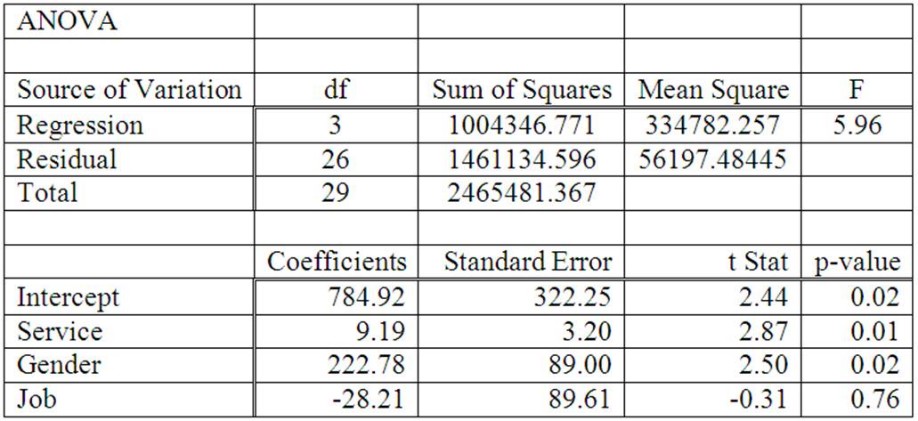 ANOVA
Source of Variation df Sum of Squares Mean Square F
Regression 3 1004346.771 334782.257 5.96
Residual 26 1461134.596 56197.48445
Total 29 2465481.367
Coefficients Standard Error t Stat p-value
Intercept 784.92 322.25 2.44 0.02
Service 9.19 3.20 2.87 0.01
Gender 222.78 89.00 2.50 0.02
Job -28.21 89.61 -0.31 0.76